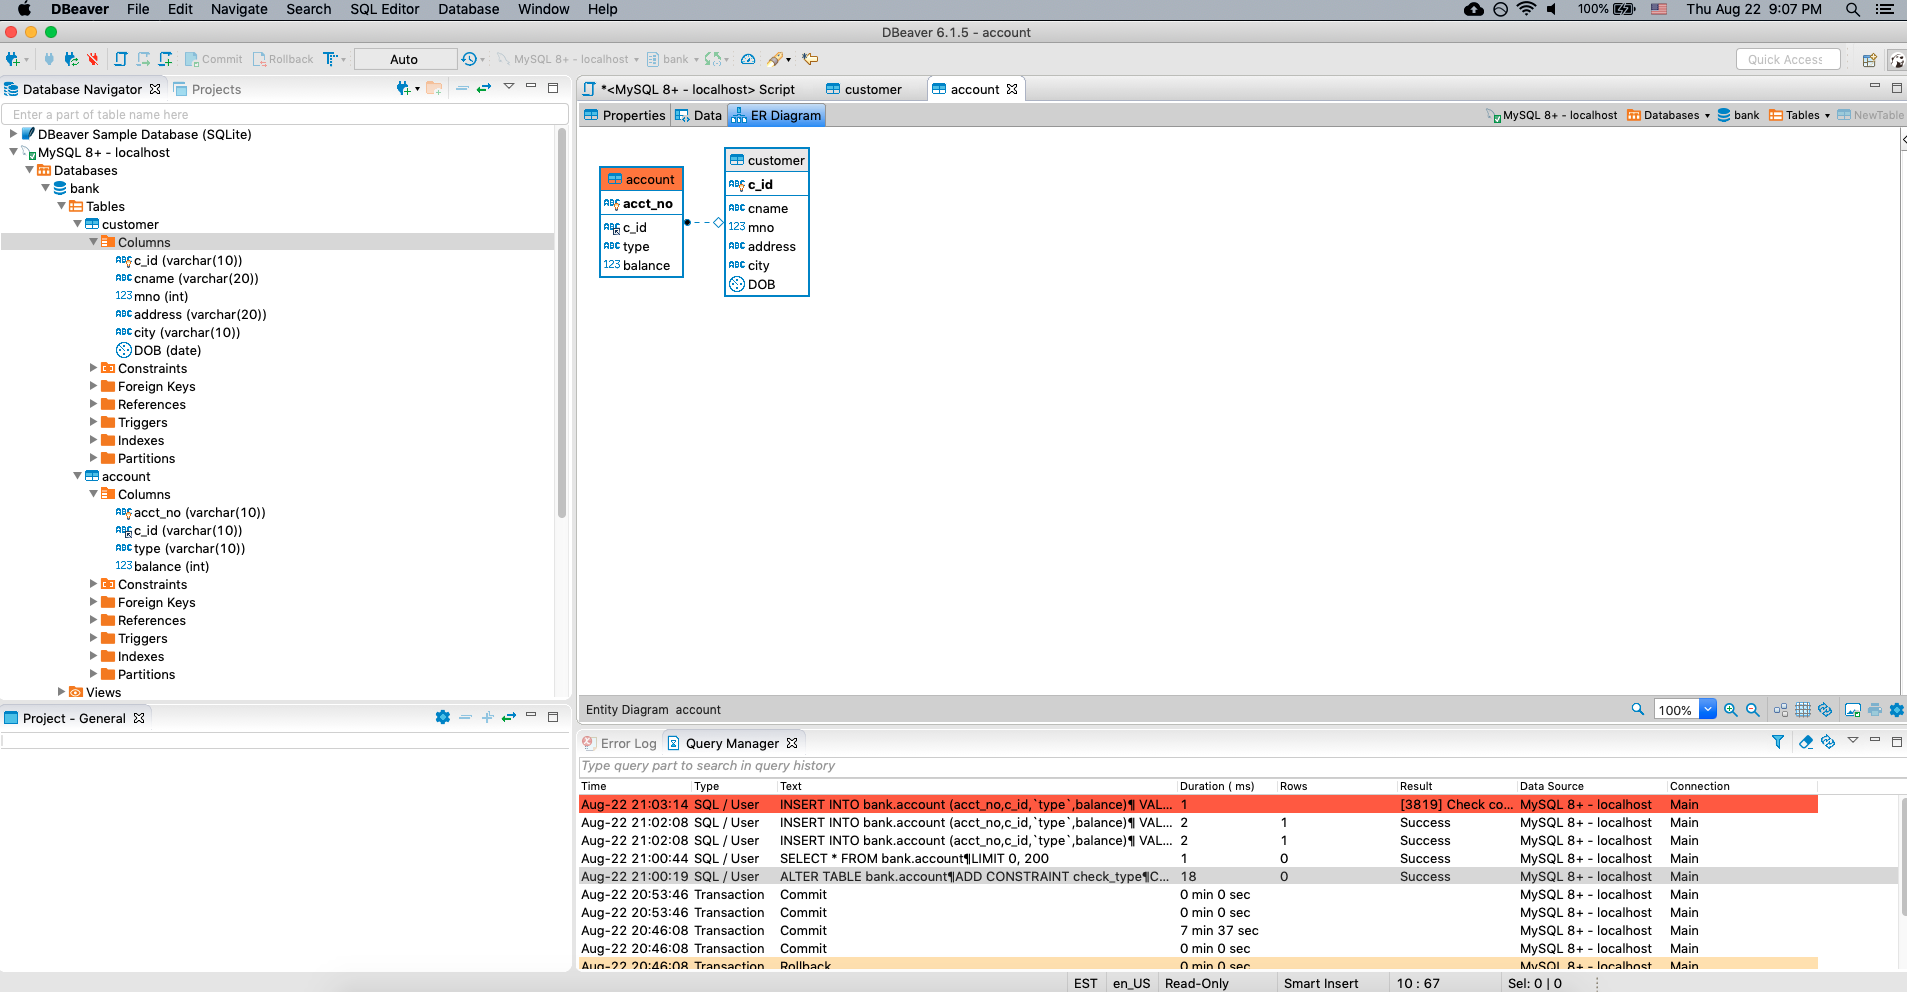 DBeaver File Edit Navigate Search SQL Editor Database Window Help 100% Thu Aug 22 9:07 PM
DBeaver 6.1.5 - account
Commit Rollback Auto MySQL 8+ - localhost bank Quick Access
Database Navigator Projects
Enter a part of table name here
DBeaver Sample Database (SQLite)
MySQL 8+ - localhost
Databases
bank
Tables
customer
Columns
c_id (varchar(10))
cname (varchar(20))
mno (int)
address (varchar(20))
city (varchar(10))
DOB (date)
Constraints
Foreign Keys
References
Triggers
Indexes
Partitions
account
Columns
acct_no (varchar(10))
c_id (varchar(10))
type (varchar(10))
balance (int)
Constraints
Foreign Keys
References
Triggers
Indexes
Partitions
Views
Project - General
*<MySQL 8+ - localhost> Script customer account
Properties Data ER Diagram MySQL 8+ - localhost Databases bank Tables NewTable
account
ABC acct_no
ABC c_id
ABC type
123 balance
customer
ABC c_id
ABC cname
123 mno
ABC address
ABC city
DOB
Entity Diagram account 100%
Error Log Query Manager
Type query part to search in query history
Time Type Text Duration ( ms) Rows Result Data Source Connection
Aug-22 21:03:14 SQL / User INSERT INTO bank.account (acct_no,c_id,`type`,balance)¶ VAL... 1 [3819] Check co... MySQL 8+ - localhost Main
Aug-22 21:02:08 SQL / User INSERT INTO bank.account (acct_no,c_id,`type`,balance)¶ VAL... 2 1 Success MySQL 8+ - localhost Main
Aug-22 21:02:08 SQL / User INSERT INTO bank.account (acct_no,c_id,`type`,balance)¶ VAL... 2 1 Success MySQL 8+ - localhost Main
Aug-22 21:00:44 SQL / User SELECT * FROM bank.account¶LIMIT 0, 200 1 0 Success MySQL 8+ - localhost Main
Aug-22 21:00:19 SQL / User ALTER TABLE bank.account¶ADD CONSTRAINT check_type¶C... 18 0 Success MySQL 8+ - localhost Main
Aug-22 20:53:46 Transaction Commit 0 min 0 sec MySQL 8+ - localhost Main
Aug-22 20:53:46 Transaction Commit 0 min 0 sec MySQL 8+ - localhost Main
Aug-22 20:46:08 Transaction Commit 7 min 37 sec MySQL 8+ - localhost Main
Aug-22 20:46:08 Transaction Commit 0 min 0 sec MySQL 8+ - localhost Main
Aug-22 20:46:08 Transaction Rollback 0 min 0 sec MySQL 8+ - localhost Main
EST en_US Read-Only Smart Insert 10 : 67 Sel: 0 | 0